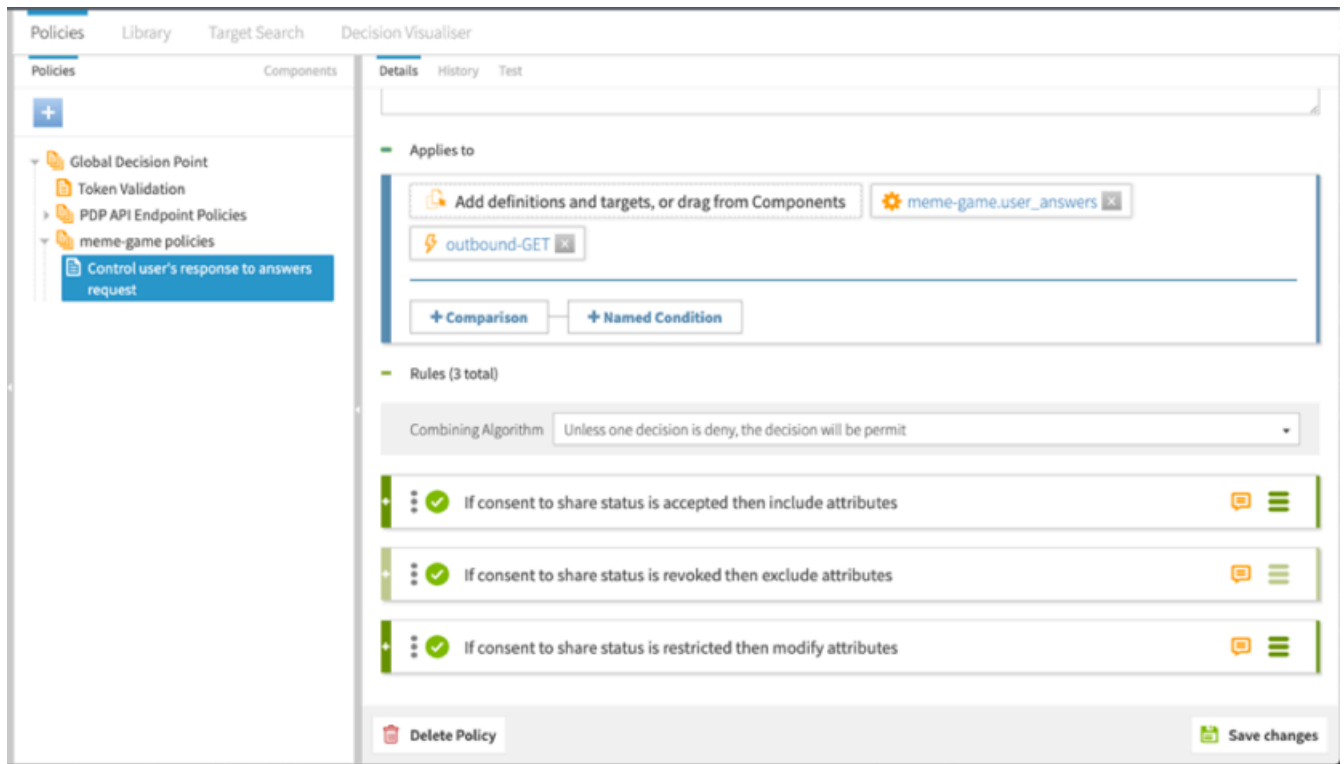 Policies Library Target Search Decision Visualiser
Policies Components
Details History Test
Global Decision Point
Token Validation
PDP API Endpoint Policies
meme-game policies
Control user's response to answers
request
Applies to
Add definitions and targets, or drag from Components
meme-game.user_answers
outbound-GET
+ Comparison
+ Named Condition
Rules (3 total)
Combining Algorithm Unless one decision is deny, the decision will be permit
If consent to share status is accepted then include attributes
If consent to share status is revoked then exclude attributes
If consent to share status is restricted then modify attributes
Delete Policy
Save changes